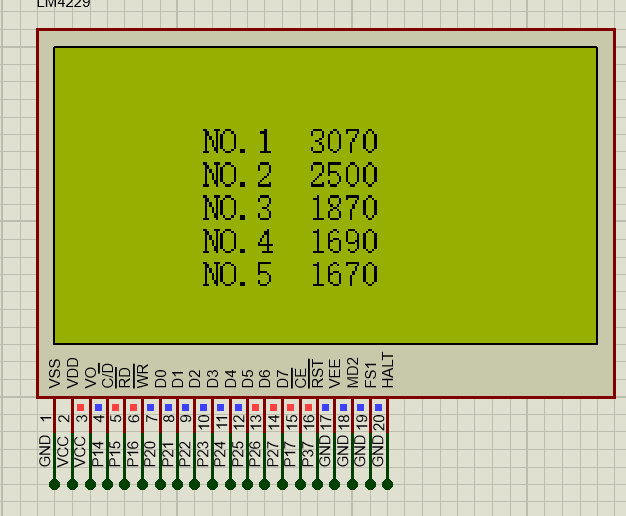 LM4229
NO.1 3070
NO.2 2500
NO.3 1870
NO.4 1690
NO.5 1670
VSS VDD VO C/D RD WR D0 D1 D2 D3 D4 D5 D6 D7 CE RST VEE MD2 FS1 HALT
1 2 3 4 5 6 7 8 9 10 11 12 13 14 15 16 17 18 19 20
GND VCC VCC P14 P15 P16 P20 P21 P22 P23 P24 P25 P26 P27 P17 P37 GND GND GND GND